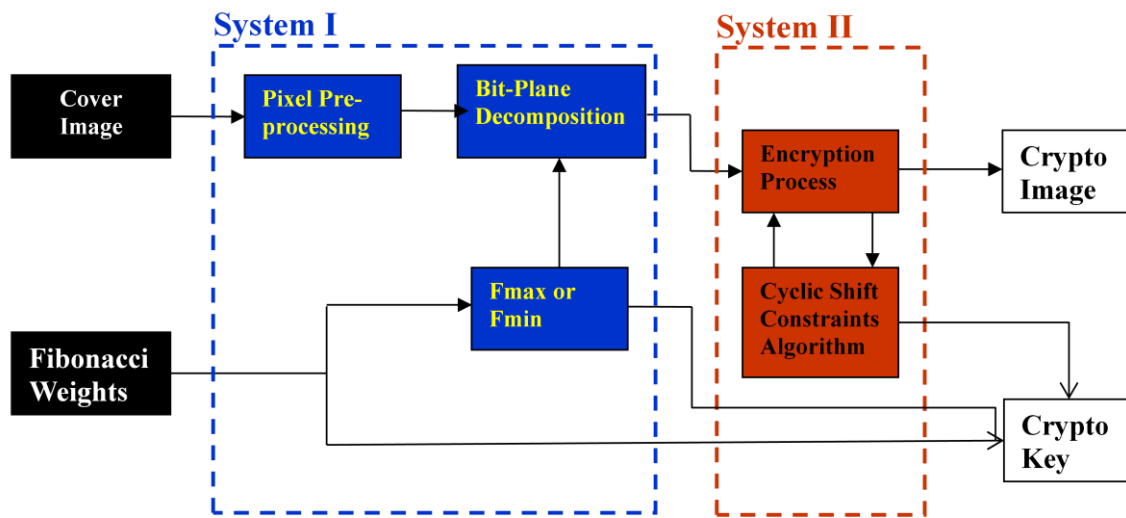 System I
System II
Cover
Image
Pixel Pre-
processing
Bit-Plane
Decomposition
Encryption
Process
Crypto
Image
Fmax or
Fmin
Cyclic Shift
Constraints
Algorithm
Fibonacci
Weights
Crypto
Key